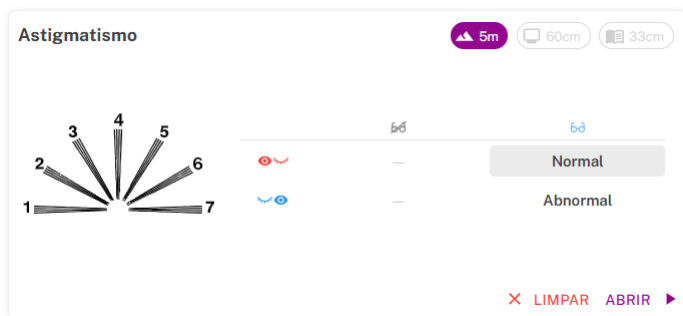 Astigmatismo
5m
60cm
33cm
4
3
5
2
6
1
7
—
Normal
—
Abnormal
LIMPAR
ABRIR